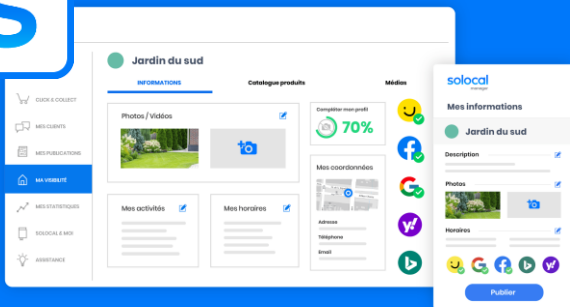 S
Jardin du sud
INFORMATIONS
Catalogue produits
Médias
CLICK & COLLECT
MES CLIENTS
MES PUBLICATIONS
MA VISIBILITÉ
MES STATISTIQUES
SOLOCAL & MOI
ASSISTANCE
Photos / Vidéos
Compléter mon profil
70%
Mes coordonnées
Adresse
Téléphone
Email
Mes activités
Mes horaires
solocal
manager
Mes informations
Jardin du sud
Description
Photos
Horaires
Publier